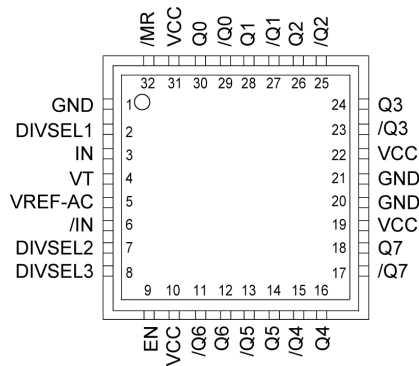 /MR
VCC
Q0
/Q0
Q1
/Q1
Q2
/Q2
32 31 30 29 28 27 26 25
GND 1 24 Q3
DIVSEL1 2 23 /Q3
IN 3 22 VCC
VT 4 21 GND
VREF-AC 5 20 GND
/IN 6 19 VCC
DIVSEL2 7 18 Q7
DIVSEL3 8 17 /Q7
9 10 11 12 13 14 15 16
EN
VCC
/Q6
Q6
/Q5
Q5
/Q4
Q4